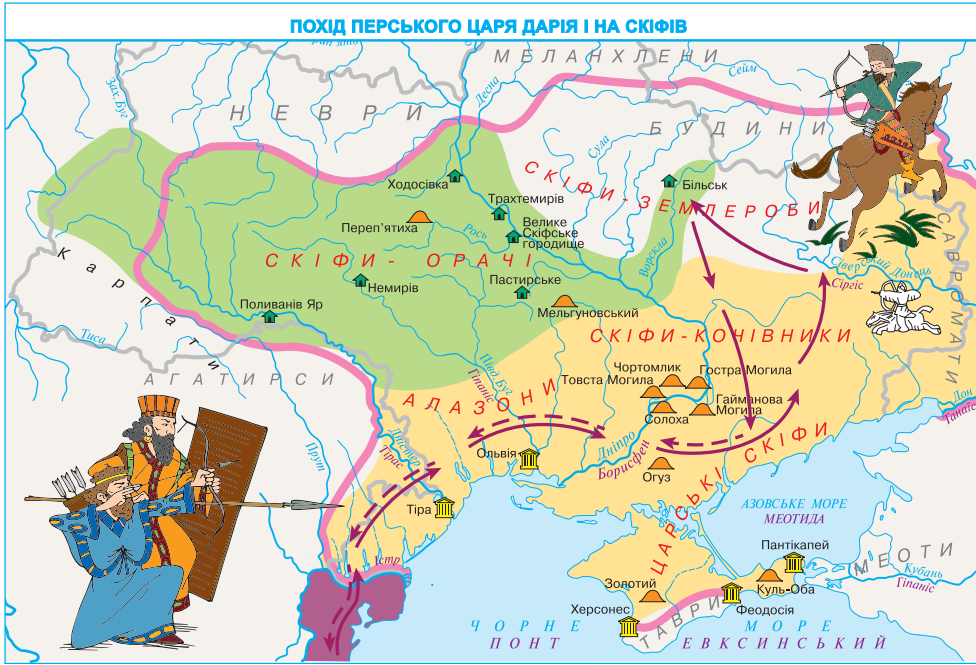 ПОХІД ПЕРСЬКОГО ЦАРЯ ДАРІЯ І НА СКІФІВ
МЕЛАНХЛЕНИ
Сейм
Зах.Буг
Десна
НЕВРИ
БУДИНИ
Сула
СКІФИ-ЗЕМЛЕРОБИ
Ходосівка
Більськ
Трахтемирів
Переп'ятиха
Рось
Велике
Скіфське
городище
Ворскла
САВРОМАТИ
Карпати
СКІФИ- ОРАЧІ
Сіверський Донець
Сіргіс
Немирів
Пастирське
Поливанів Яр
Мельгуновський
Тиса
СКІФИ-КОНІВНИКИ
АГАТИРСИ
Півд.Буг
Гіпаніс
Чортомлик
Гостра Могила
Товста Могила
АЛАЗОНИ
Гайманова
Могила
Солоха
Дон
Танаїс
Прут
Дністер
Тірас
Ольвія
Дніпро
Борисфен
Огуз
ЦАРСЬКІ СКІФИ
Тіра
АЗОВСЬКЕ МОРЕ
МЕОТИДА
Істр
Пантікапей
МЕОТИ
Кубань
Гіпаніс
Золотий
Куль-Оба
Херсонес
ТАВРИ
Феодосія
ЧОРНЕ МОРЕ
ПОНТ ЕВКСИНСЬКИЙ